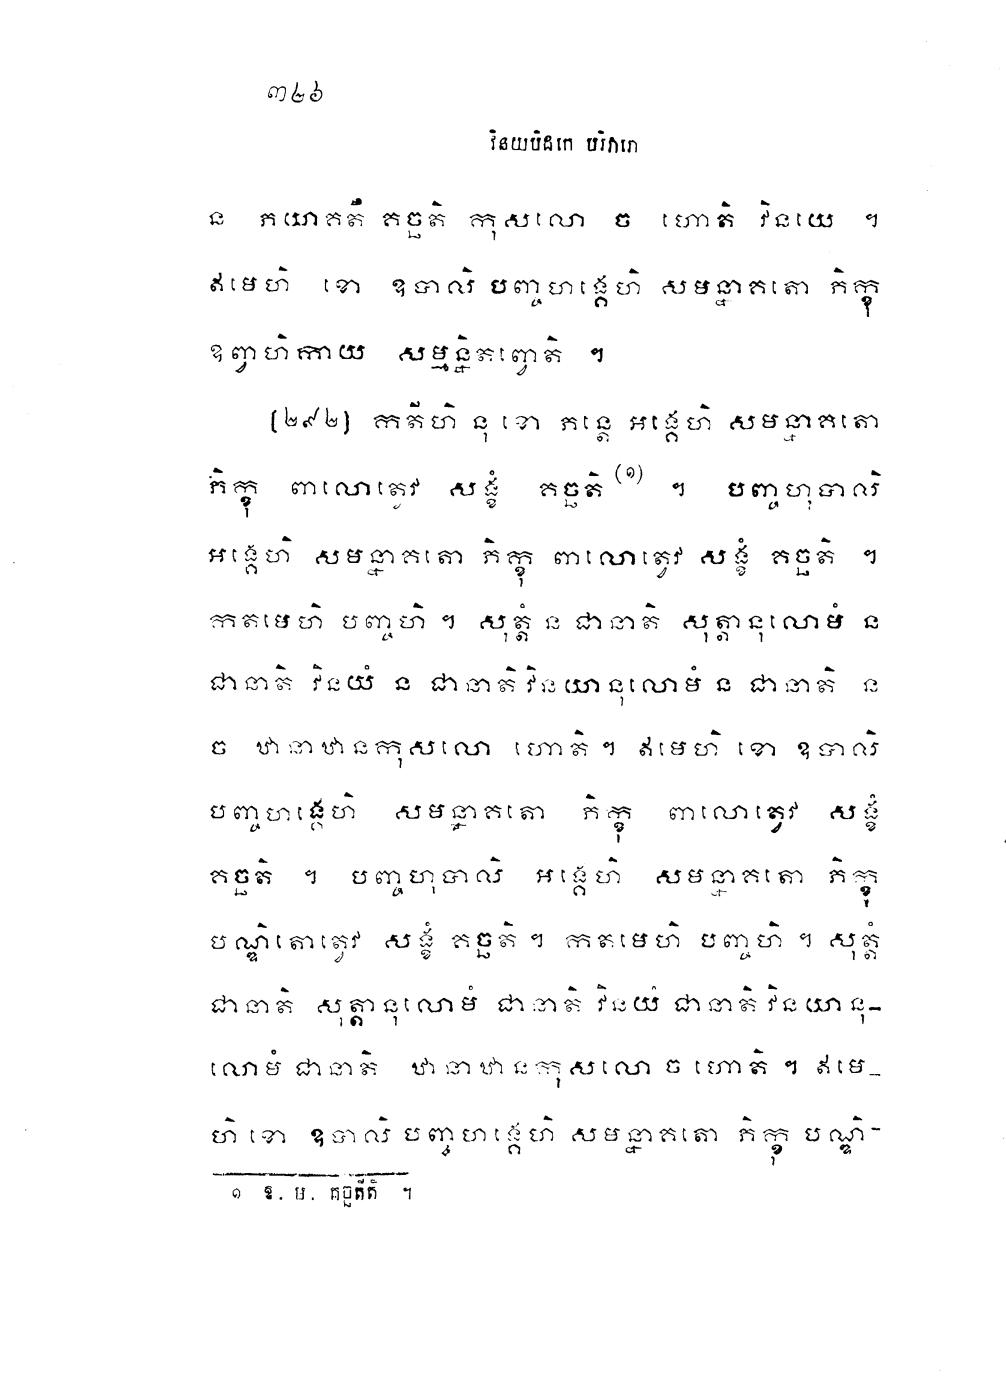 ៣៤៦
វិនយបិដកេ បរិវារោ
ន ភយាគតឹ គច្ឆតិ កុសលោ ច ហោតិ វិនយេ ។
ឥមេហិ ខោ ឧបាលិ បញ្ចហង្គេហិ សមន្នាគតោ ភិក្ខុ
ឧព្វាហិកាយ សម្មន្និតព្វោតិ ។
[២៩២] កតីហិ នុ ខោ ភន្តេ អង្គេហិ សមន្នាគតោ
ភិក្ខុ ពាលោត្វេវ សង្ខំ គច្ឆតិ (១) ។ បញ្ចហុបាលិ
អង្គេហិ សមន្នាគតោ ភិក្ខុ ពាលោត្វេវ សង្ខំ គច្ឆតិ ។
កតមេហិ បញ្ចហិ ។ សុត្តំ ន ជានាតិ សុត្តានុលោមំ ន
ជានាតិ វិនយំ ន ជានាតិ វិនយានុលោមំ ន ជានាតិ ន
ច ឋានាឋានកុសលោ ហោតិ ។ ឥមេហិ ខោ ឧបាលិ
បញ្ចហង្គេហិ សមន្នាគតោ ភិក្ខុ ពាលោត្វេវ សង្ខំ
គច្ឆតិ ។ បញ្ចហុបាលិ អង្គេហិ សមន្នាគតោ ភិក្ខុ
បណ្ឌិតោត្វេវ សង្ខំ គច្ឆតិ ។ កតមេហិ បញ្ចហិ ។ សុត្តំ
ជានាតិ សុត្តានុលោមំ ជានាតិ វិនយំ ជានាតិ វិនយានុ-
លោមំ ជានាតិ ឋានាឋានកុសលោ ច ហោតិ ។ ឥមេ-
ហិ ខោ ឧបាលិ បញ្ចហង្គេហិ សមន្នាគតោ ភិក្ខុ បណ្ឌិ-
១ ឱ. ម. គច្ឆតីតិ ។